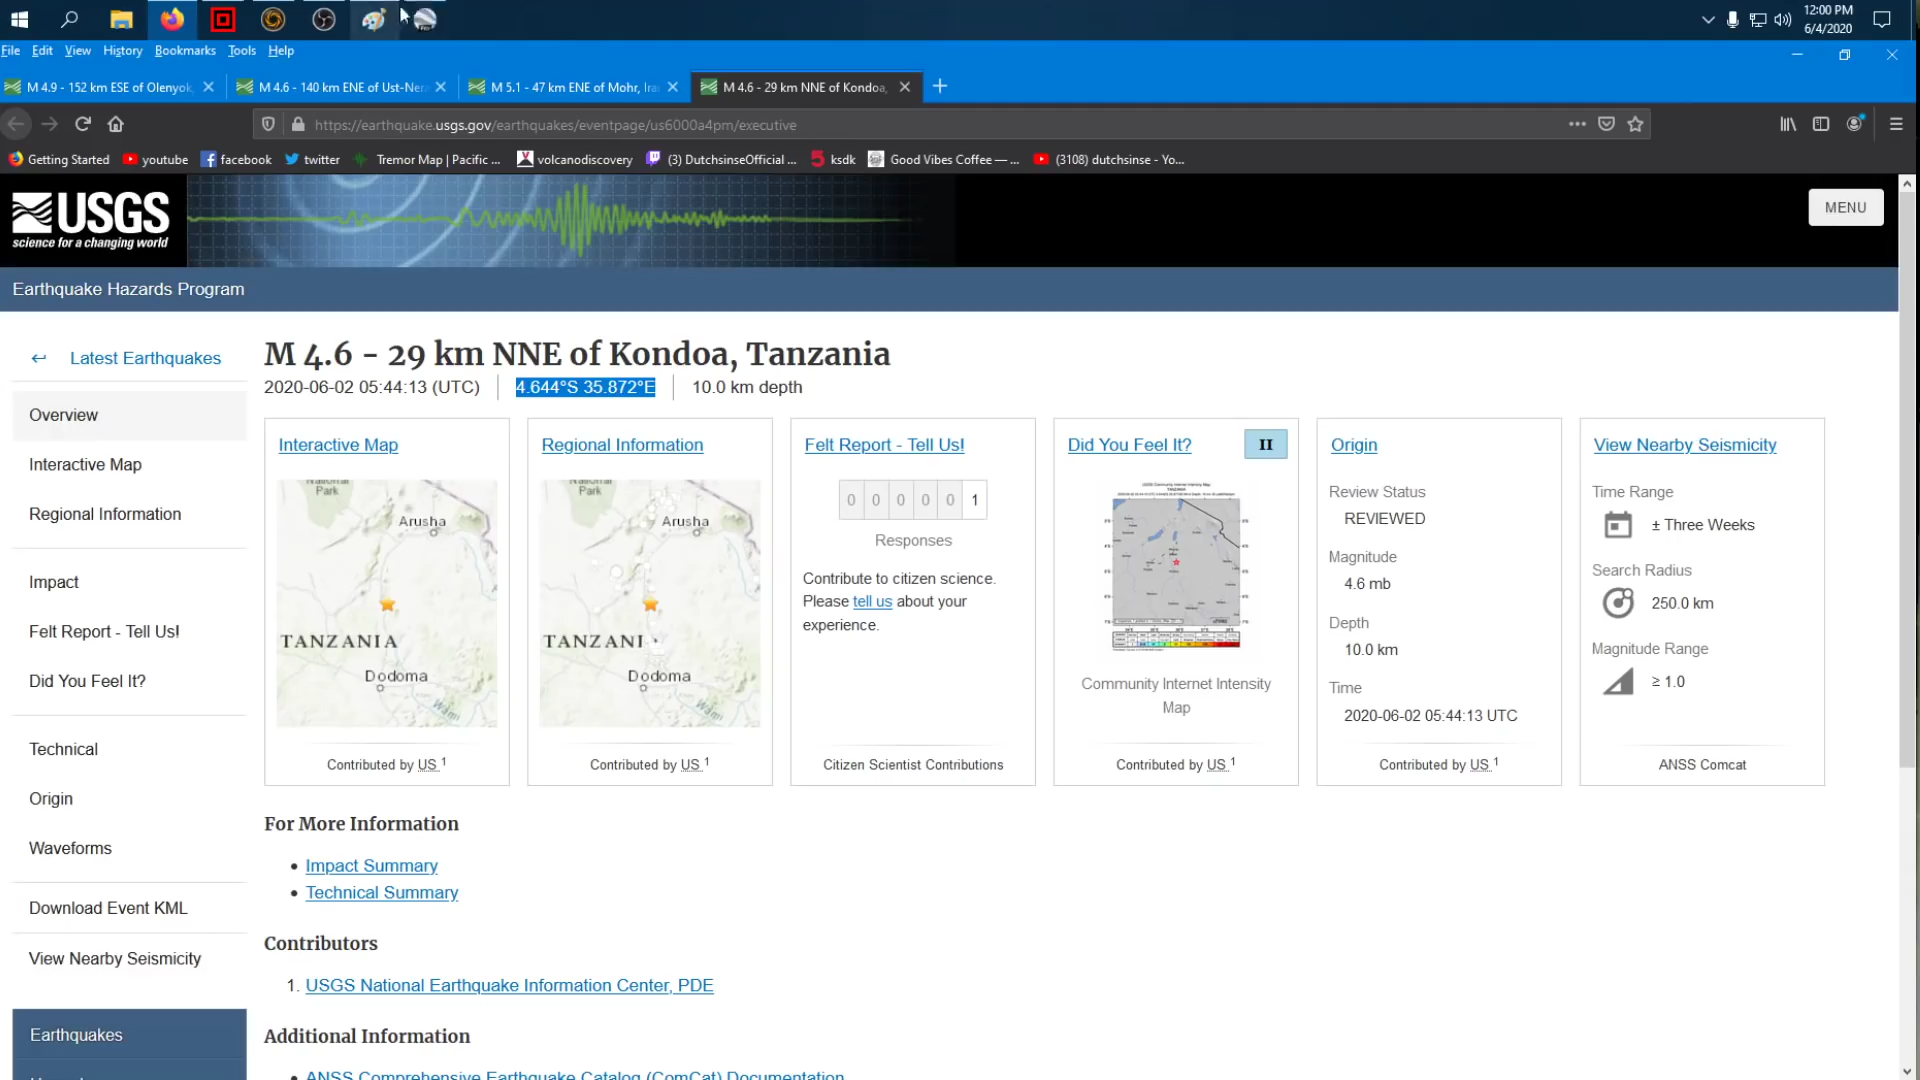 12:00 PM
6/4/2020
File Edit View History Bookmarks Tools Help
M 4.9 - 152 km ESE of Olenyok,
M 4.6 - 140 km ENE of Ust-Ner
M 5.1 - 47 km ENE of Mohr, Ira
M 4.6 - 29 km NNE of Kondoa,
https://earthquake.usgs.gov/earthquakes/eventpage/us6000a4pm/executive
Getting Started youtube facebook twitter Tremor Map | Pacific ... volcanodiscovery (3) DutchsinseOfficial ... ksdk Good Vibes Coffee — ... (3108) dutchsinse - Yo...
USGS
science for a changing world
MENU
Earthquake Hazards Program
Latest Earthquakes
Overview
Interactive Map
Regional Information
Impact
Felt Report - Tell Us!
Did You Feel It?
Technical
Origin
Waveforms
Download Event KML
View Nearby Seismicity
Earthquakes
M 4.6 - 29 km NNE of Kondoa, Tanzania
2020-06-02 05:44:13 (UTC) 4.644°S 35.872°E 10.0 km depth
Interactive Map
Park
Arusha
TANZANIA
Dodoma
Wami
Contributed by US 1
Regional Information
Park
Arusha
TANZANI
Dodoma
Wami
Contributed by US 1
Felt Report - Tell Us!
0 0 0 0 0 1
Responses
Contribute to citizen science.
Please tell us about your
experience.
Citizen Scientist Contributions
Did You Feel It?
II
Community Internet Intensity
Map
Contributed by US 1
Origin
Review Status
REVIEWED
Magnitude
4.6 mb
Depth
10.0 km
Time
2020-06-02 05:44:13 UTC
Contributed by US 1
View Nearby Seismicity
Time Range
± Three Weeks
Search Radius
250.0 km
Magnitude Range
≥ 1.0
ANSS Comcat
For More Information
• Impact Summary
• Technical Summary
Contributors
1. USGS National Earthquake Information Center, PDE
Additional Information
• ANSS Comprehensive Earthquake Catalog (ComCat) Documentation